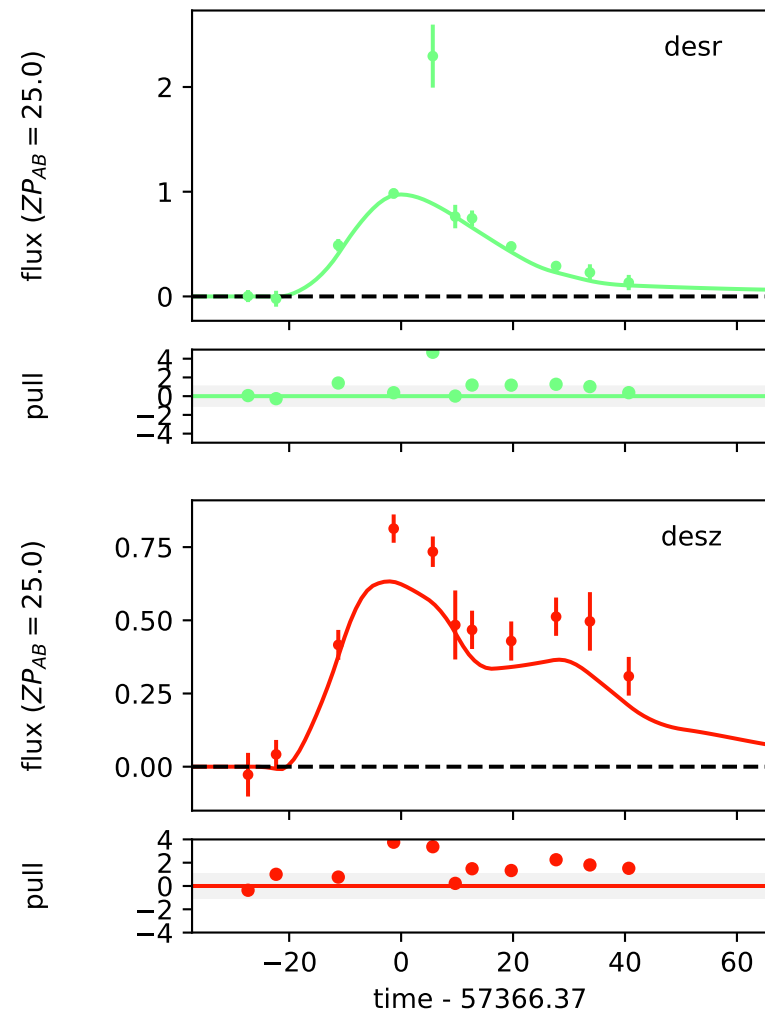 desr
flux (ZP_AB = 25.0)
2
1
0
pull
4
2
0
−2
−4
desz
flux (ZP_AB = 25.0)
0.75
0.50
0.25
0.00
pull
4
2
0
−2
−4
−20 0 20 40 60
time - 57366.37